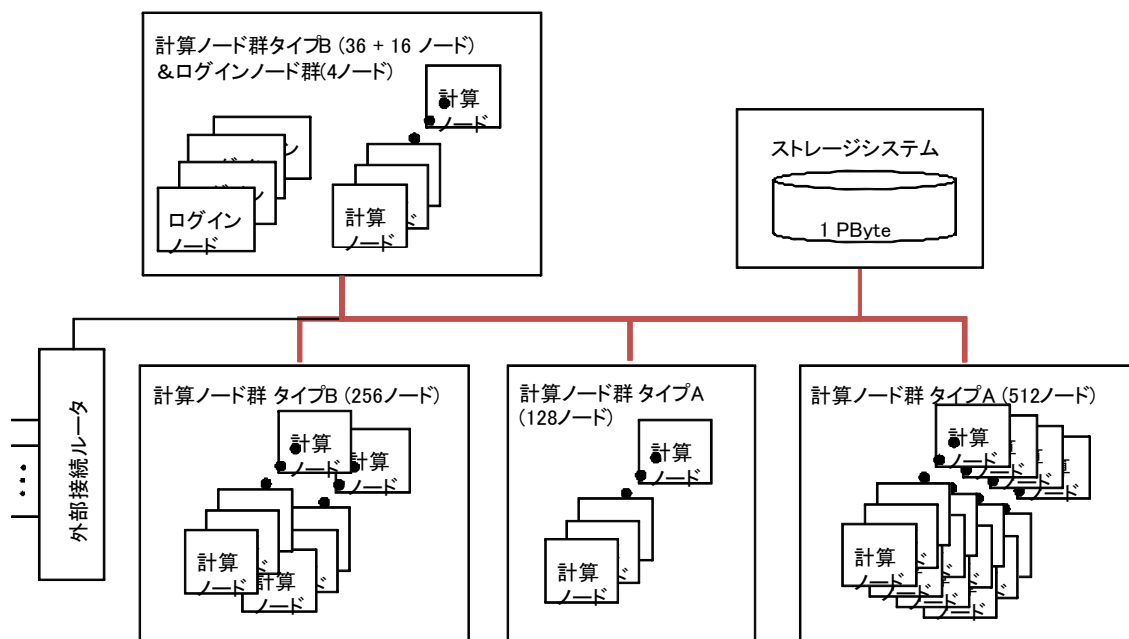 計算ノード群タイプB (36 + 16 ノード)
＆ログインノード群(4ノード)
計算
ノード
ログイン
ノード
計算
ノード
ストレージシステム
1 PByte
外部接続ルータ
計算ノード群 タイプB (256ノード)
計算
ノード
計算
ノード
計算
ノード
計算
ノード
計算ノード群 タイプA
(128ノード)
計算
ノード
計算
ノード
計算ノード群 タイプA (512ノード)
計算
ノード
計算
ノード